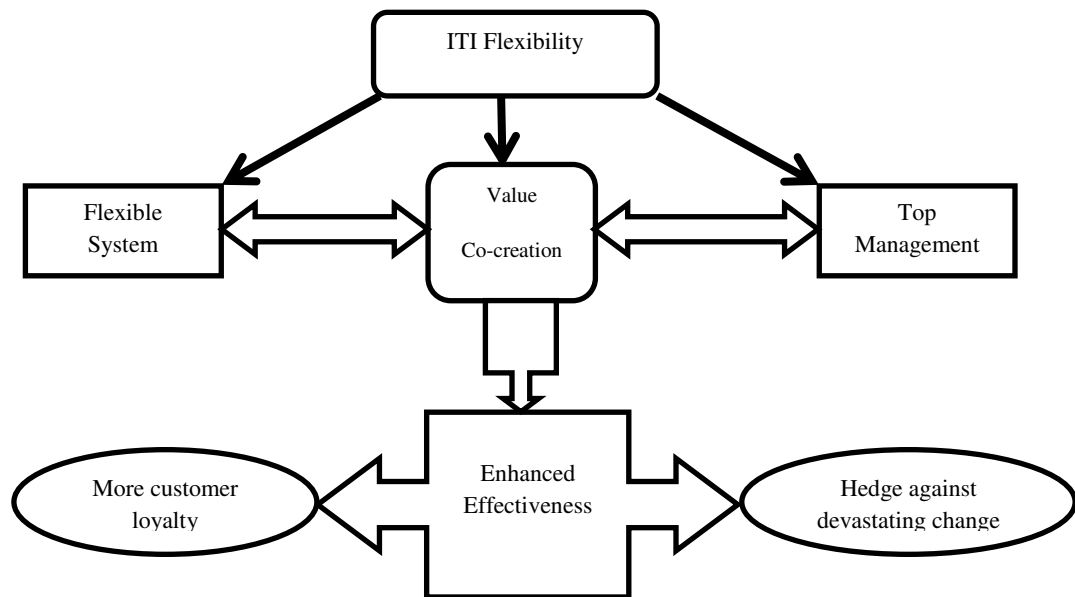 ITI Flexibility
Flexible
System
Value
Co-creation
Top
Management
Enhanced
Effectiveness
More customer
loyalty
Hedge against
devastating change